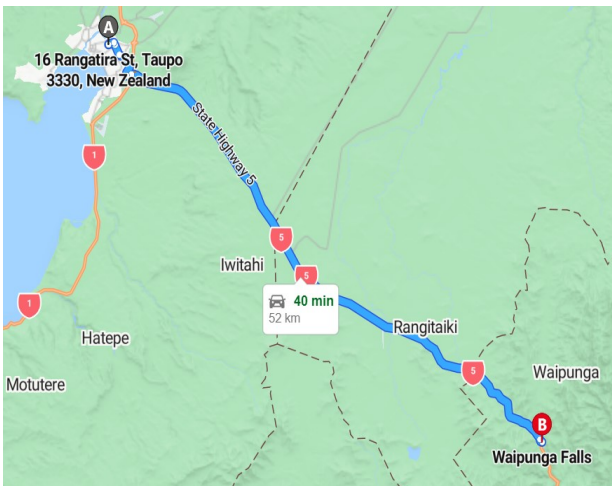 A
16 Rangatira St, Taupo
3330, New Zealand
State Highway 5
1
5
Iwitahi
5
1
40 min
52 km
Hatepe
Rangitaiki
Motutere
5
Waipunga
B
Waipunga Falls